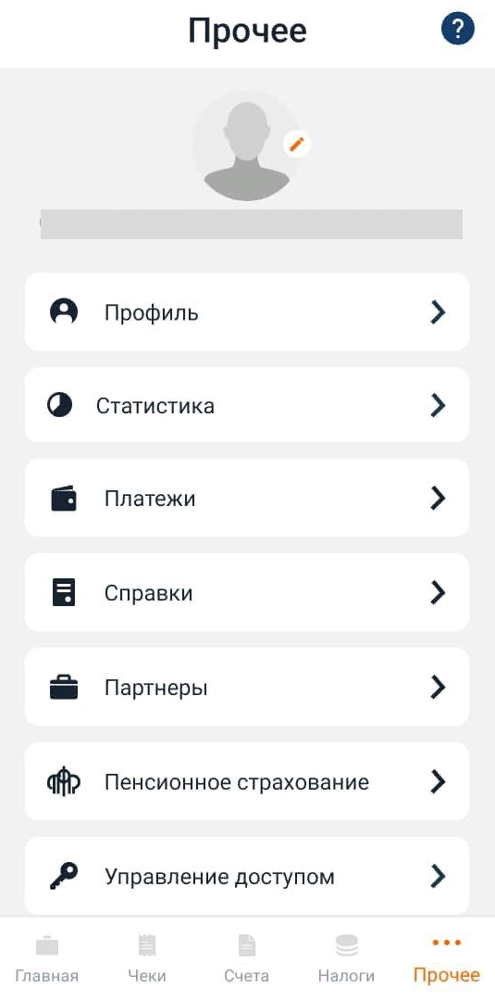 Прочее
?
Профиль
Статистика
Платежи
Справки
Партнеры
Пенсионное страхование
Управление доступом
Главная
Чеки
Счета
Налоги
Прочее